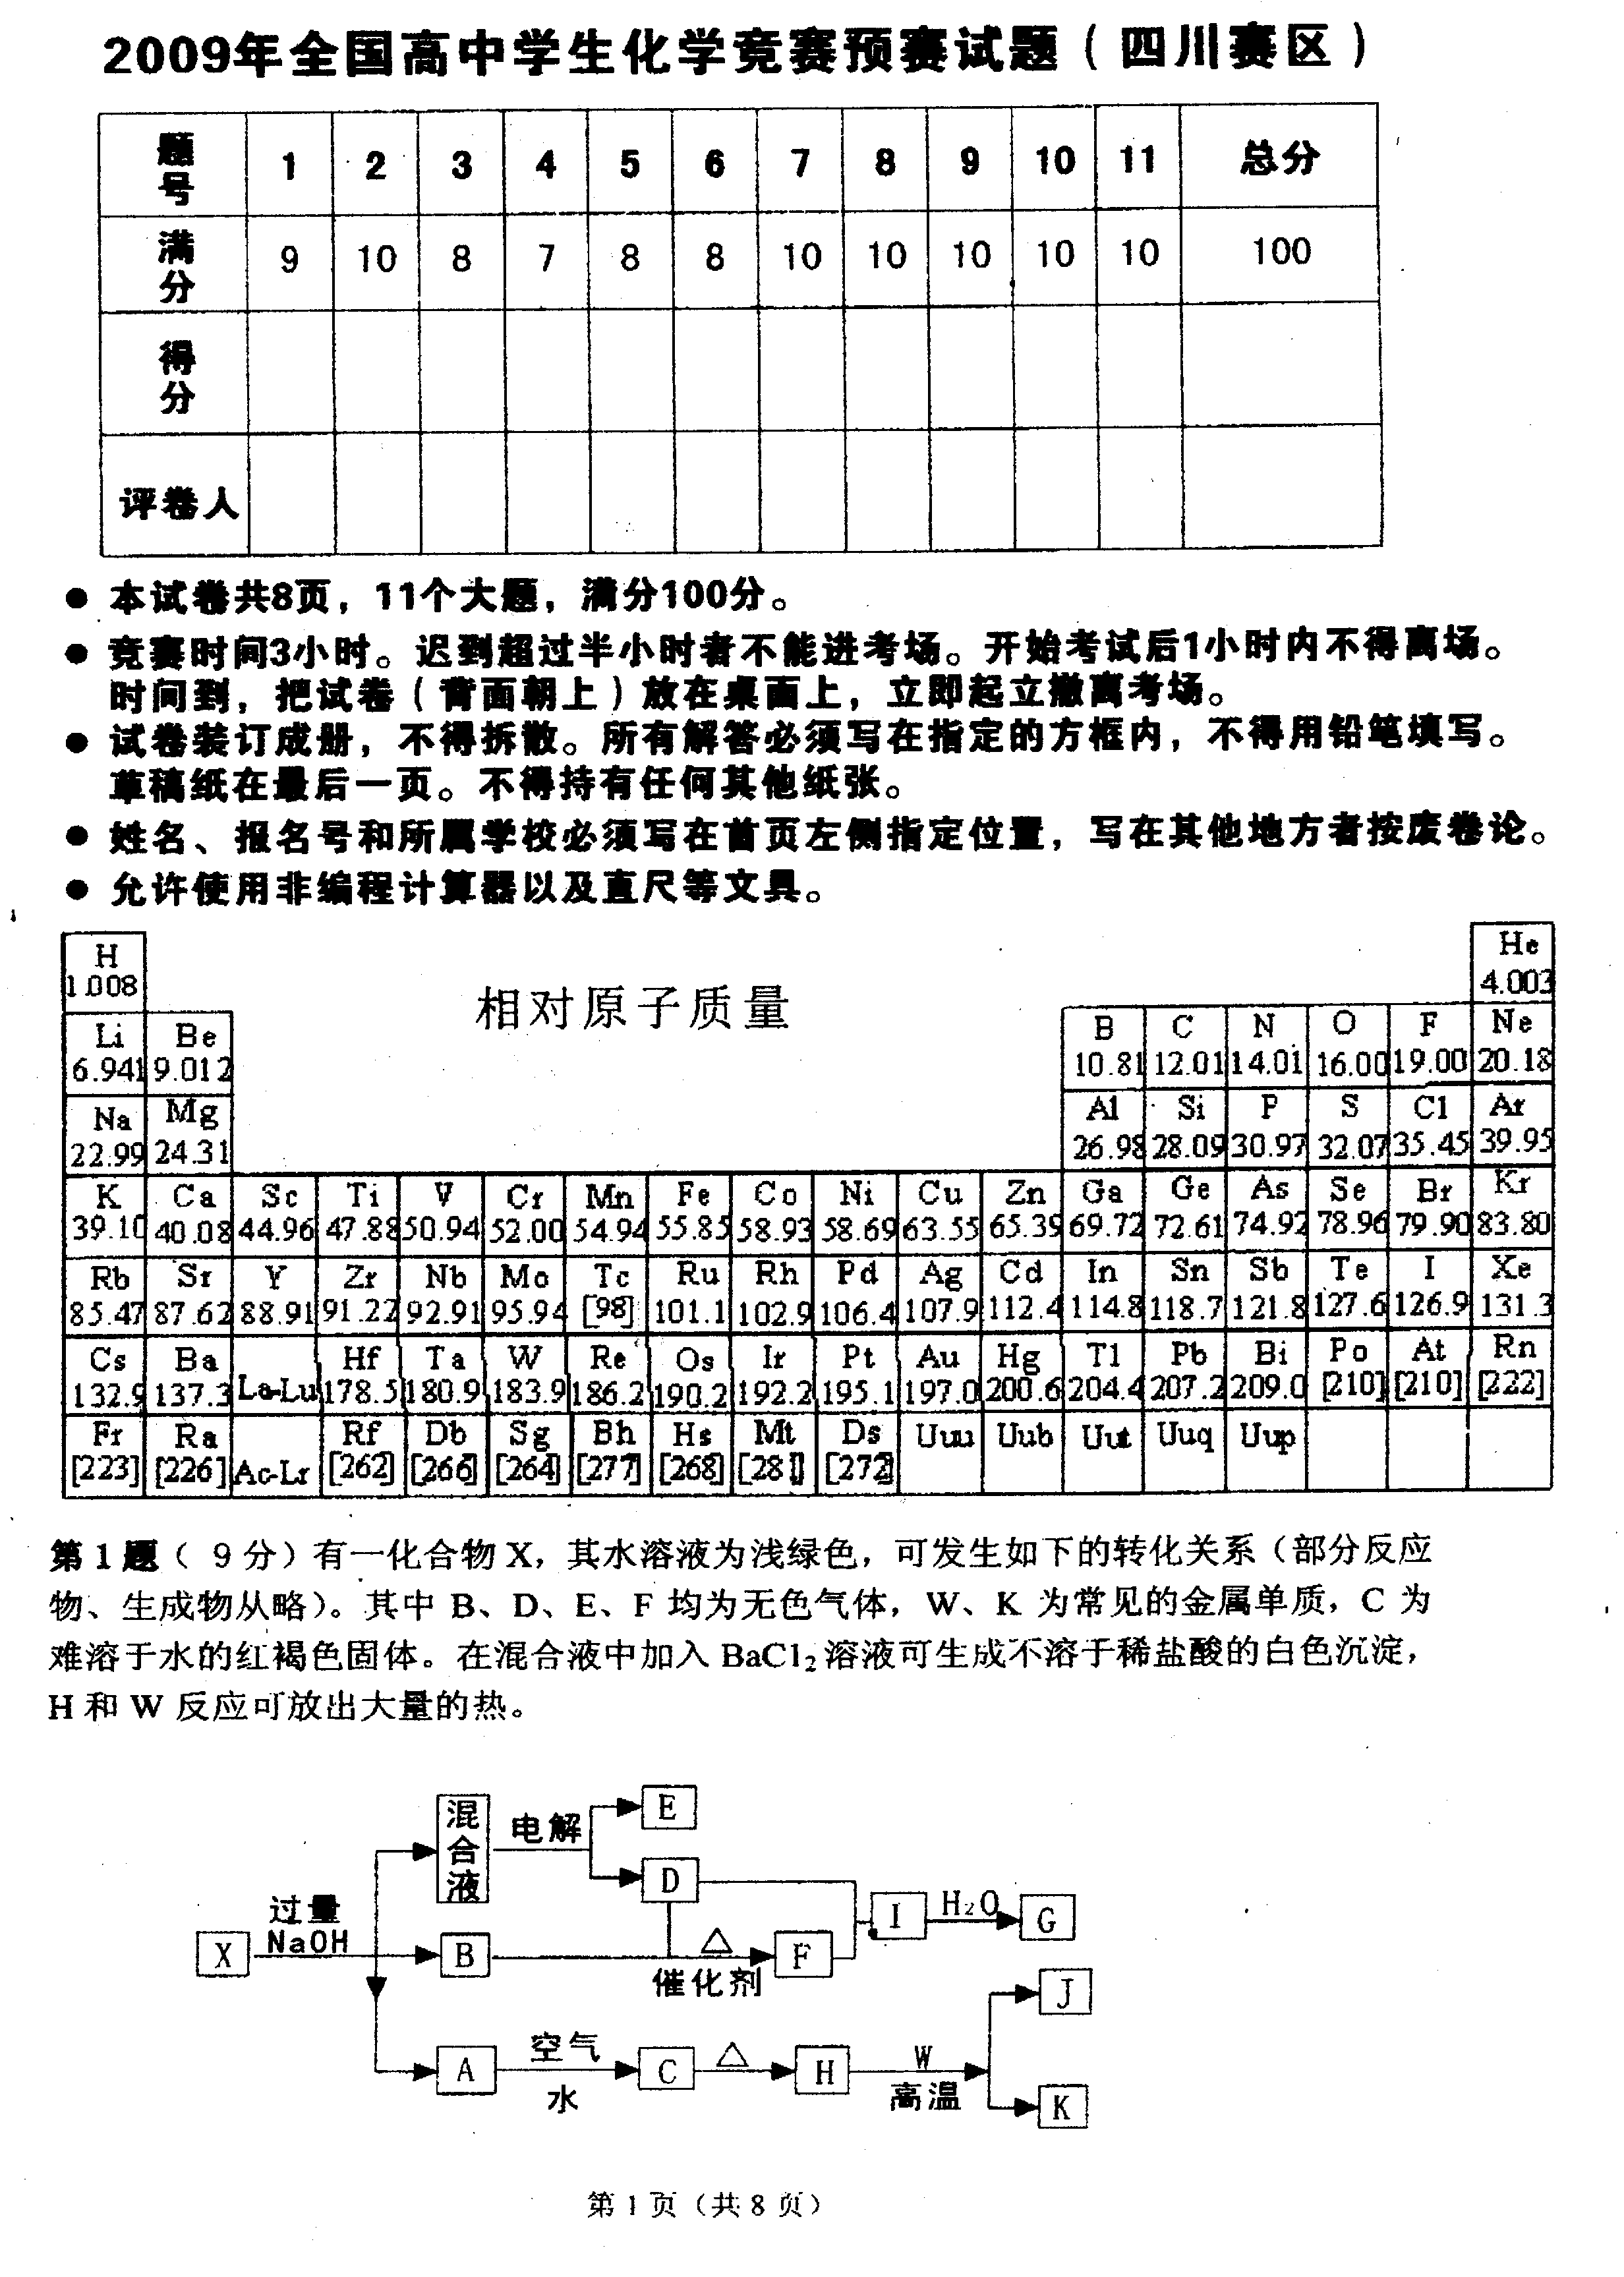 2009年全国高中学生化学竞赛预赛试题（四川赛区）
题号 1 2 3 4 5 6 7 8 9 10 11 总分
满分 9 10 8 7 8 8 10 10 10 10 10 100
得分
评卷人
● 本试卷共8页，11个大题，满分100分。
● 竞赛时间3小时。迟到超过半小时者不能进考场。开始考试后1小时内不得离场。
时间到，把试卷（背面朝上）放在桌面上，立即起立撤离考场。
● 试卷装订成册，不得拆散。所有解答必须写在指定的方框内，不得用铅笔填写。
草稿纸在最后一页。不得持有任何其他纸张。
● 姓名、报名号和所属学校必须写在首页左侧指定位置，写在其他地方者按废卷论。
● 允许使用非编程计算器以及直尺等文具。
相对原子质量
H He
1.008 4.003
Li Be B C N O F Ne
6.941 9.012 10.81 12.01 14.01 16.00 19.00 20.18
Na Mg Al Si P S Cl Ar
22.99 24.31 26.98 28.09 30.97 32.07 35.45 39.95
K Ca Sc Ti V Cr Mn Fe Co Ni Cu Zn Ga Ge As Se Br Kr
39.10 40.08 44.96 47.88 50.94 52.00 54.94 55.85 58.93 58.69 63.55 65.39 69.72 72.61 74.92 78.96 79.90 83.80
Rb Sr Y Zr Nb Mo Tc Ru Rh Pd Ag Cd In Sn Sb Te I Xe
85.47 87.62 88.91 91.22 92.91 95.94 [98] 101.1 102.9 106.4 107.9 112.4 114.8 118.7 121.8 127.6 126.9 131.3
Cs Ba La-Lu Hf Ta W Re Os Ir Pt Au Hg Tl Pb Bi Po At Rn
132.9 137.3 178.5 180.9 183.9 186.2 190.2 192.2 195.1 197.0 200.6 204.4 207.2 209.0 [210] [210] [222]
Fr Ra Ac-Lr Rf Db Sg Bh Hs Mt Ds Uuu Uub Uut Uuq Uup
[223] [226] [262] [266] [264] [277] [268] [281] [272]
第1题（ 9分）有一化合物X，其水溶液为浅绿色，可发生如下的转化关系（部分反应
物、生成物从略）。其中 B、D、E、F 均为无色气体，W、K 为常见的金属单质，C 为
难溶于水的红褐色固体。在混合液中加入 BaCl₂溶液可生成不溶于稀盐酸的白色沉淀，
H 和 W 反应可放出大量的热。
混合液 电解 E
D
I H₂O G
X 过量 NaOH B △ 催化剂 F
J
A 空气 水 C △ H W 高温
K
第 1 页（共 8 页）